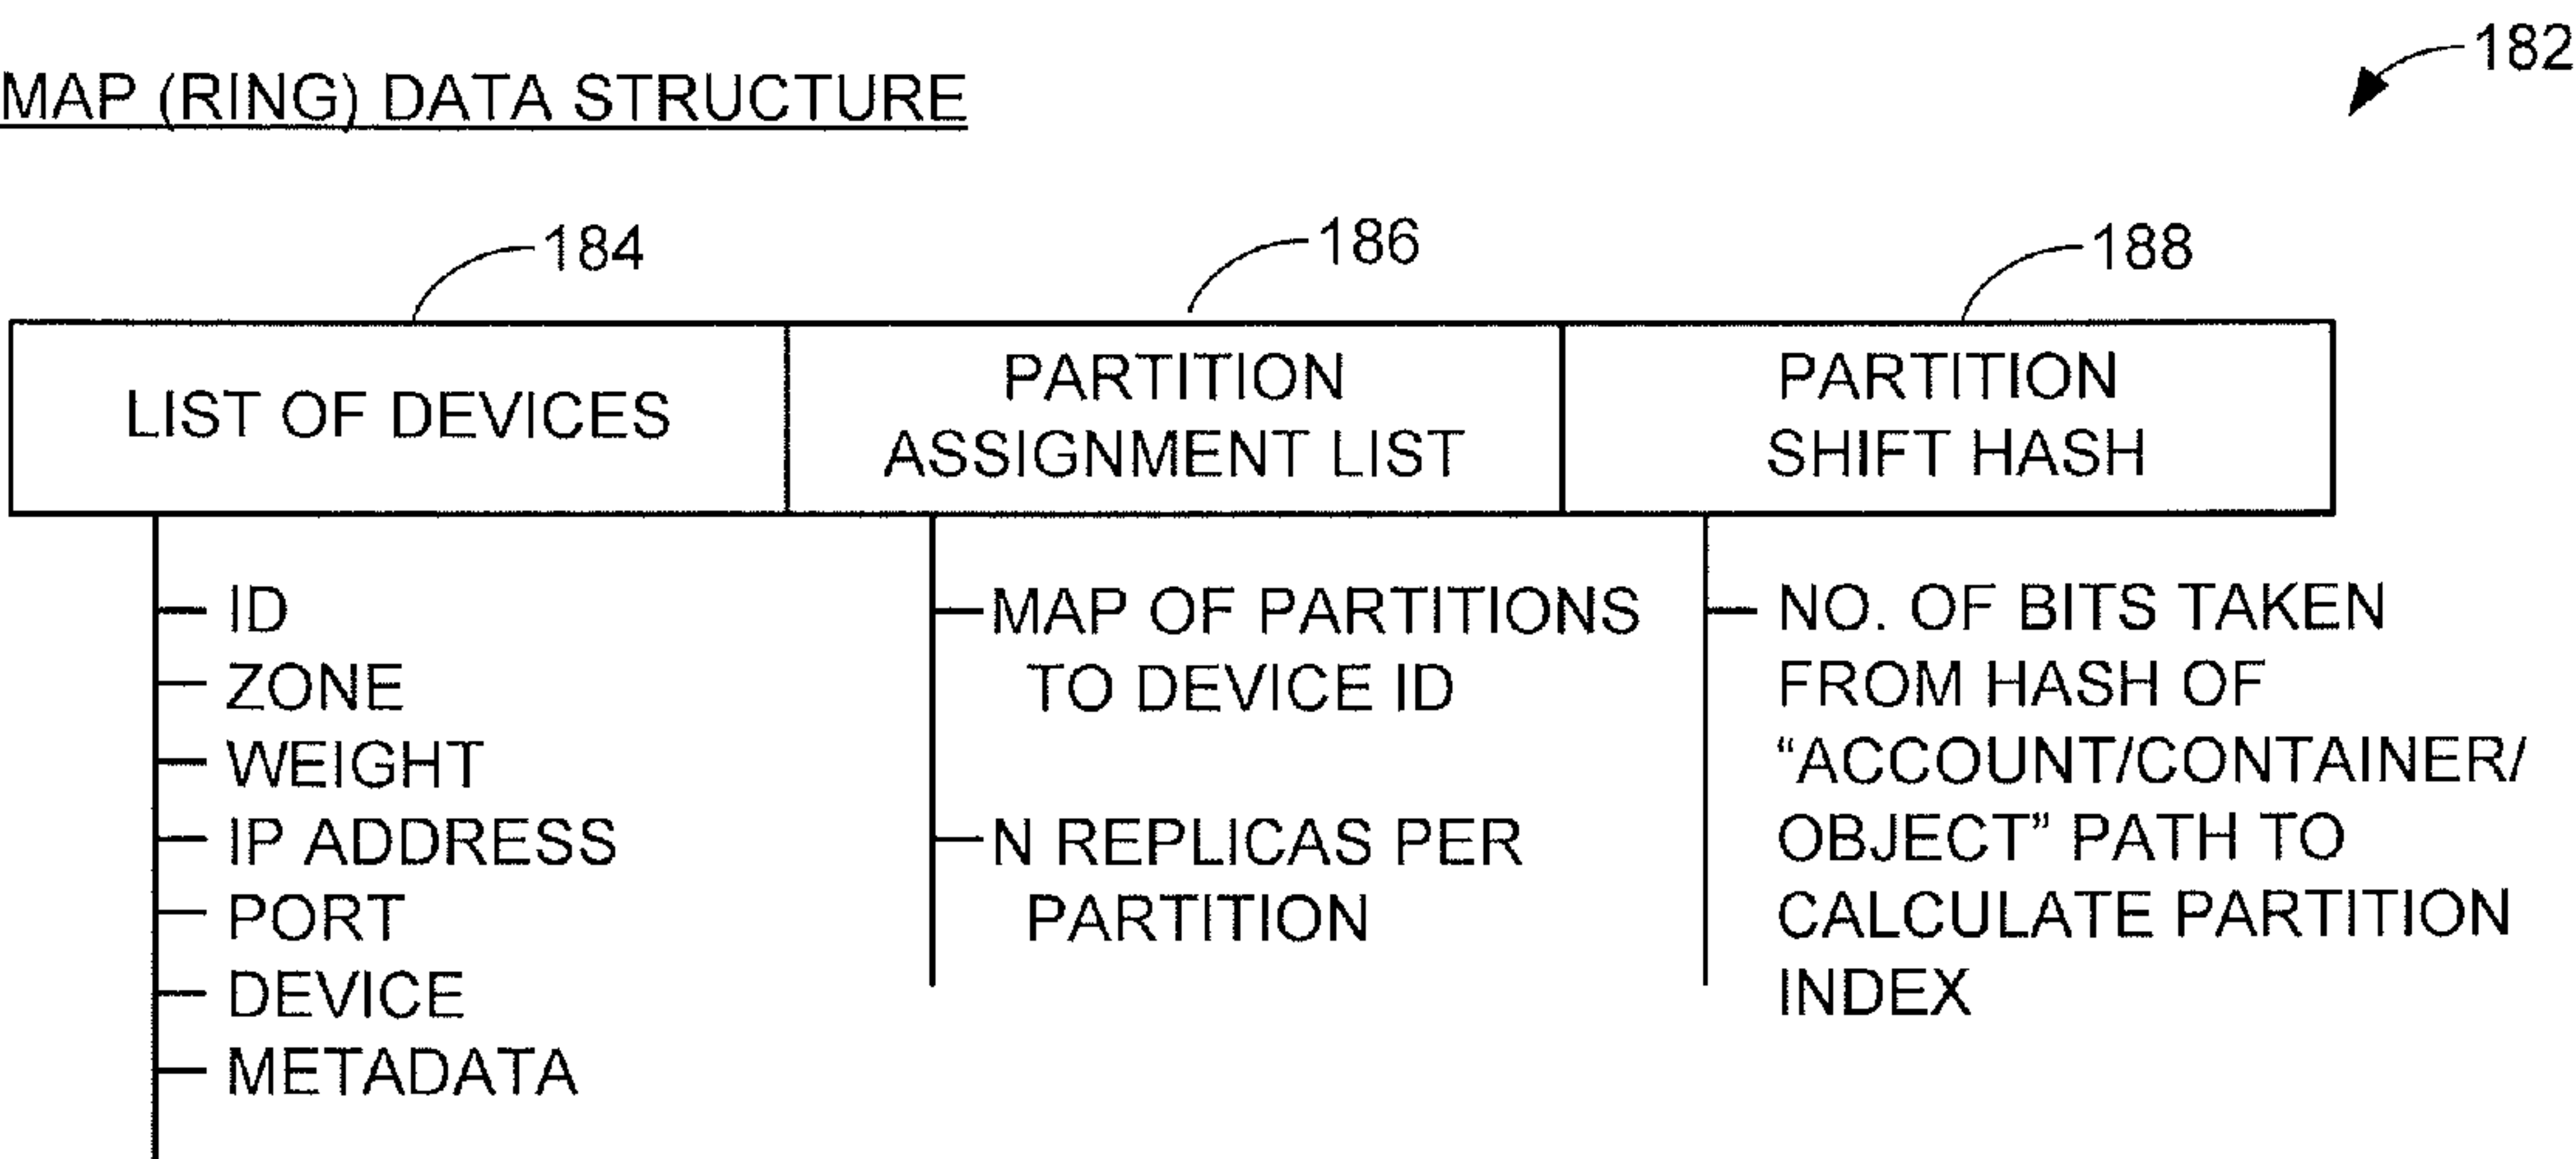 182
MAP (RING) DATA STRUCTURE
184
186
188
LIST OF DEVICES
PARTITION
ASSIGNMENT LIST
PARTITION
SHIFT HASH
ID
ZONE
WEIGHT
IP ADDRESS
PORT
DEVICE
METADATA
MAP OF PARTITIONS
TO DEVICE ID
N REPLICAS PER
PARTITION
NO. OF BITS TAKEN
FROM HASH OF
“ACCOUNT/CONTAINER/
OBJECT” PATH TO
CALCULATE PARTITION
INDEX